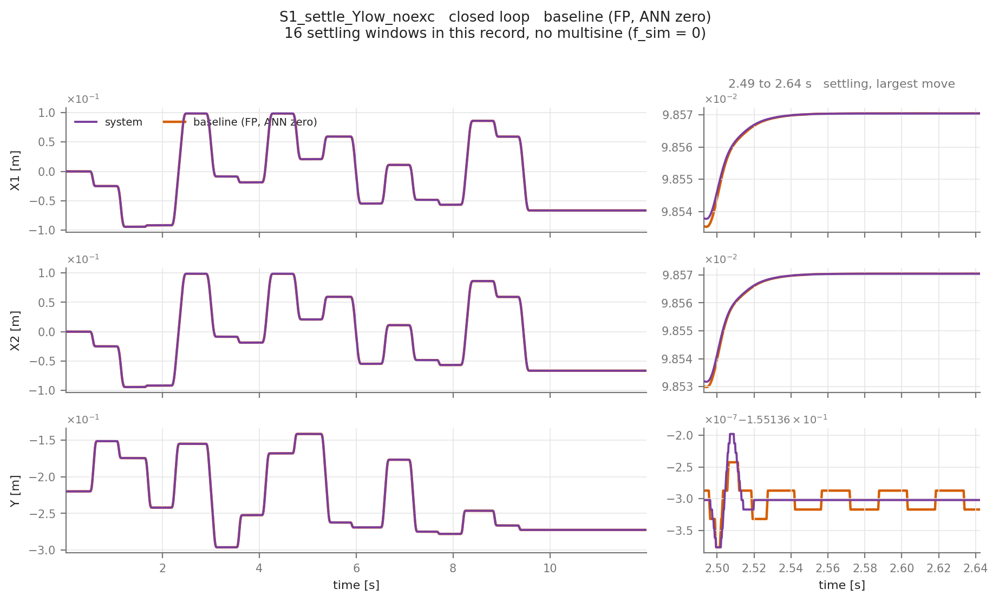 S1_settle_Ylow_noexc   closed loop   baseline (FP, ANN zero)
16 settling windows in this record, no multisine (f_sim = 0)
2.49 to 2.64 s   settling, largest move
×10⁻¹
1.0
0.5
0.0
−0.5
−1.0
X1 [m]
system
baseline (FP, ANN zero)
×10⁻²
9.857
9.856
9.855
9.854
×10⁻¹
1.0
0.5
0.0
−0.5
−1.0
X2 [m]
×10⁻²
9.857
9.856
9.855
9.854
9.853
×10⁻¹
−1.5
−2.0
−2.5
−3.0
Y [m]
2 4 6 8 10
time [s]
×10⁻⁷−1.55136 × 10⁻¹
−2.0
−2.5
−3.0
−3.5
2.50 2.52 2.54 2.56 2.58 2.60 2.62 2.64
time [s]